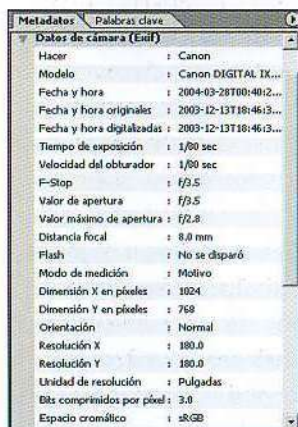 Metadatos Palabras clave
Datos de cámara (Exif)
Hacer : Canon
Modelo : Canon DIGITAL IX...
Fecha y hora : 2004-03-28T00:40:2...
Fecha y hora originales : 2003-12-13T18:46:3...
Fecha y hora digitalizadas : 2003-12-13T18:46:3...
Tiempo de exposición : 1/80 sec
Velocidad del obturador : 1/80 sec
F-Stop : f/3.5
Valor de apertura : f/3.5
Valor máximo de apertura : f/2.8
Distancia focal : 8.0 mm
Flash : No se disparó
Modo de medición : Motivo
Dimensión X en píxeles : 1024
Dimensión Y en píxeles : 768
Orientación : Normal
Resolución X : 180.0
Resolución Y : 180.0
Unidad de resolución : Pulgadas
Bits comprimidos por píxel : 3.0
Espacio cromático : sRGB